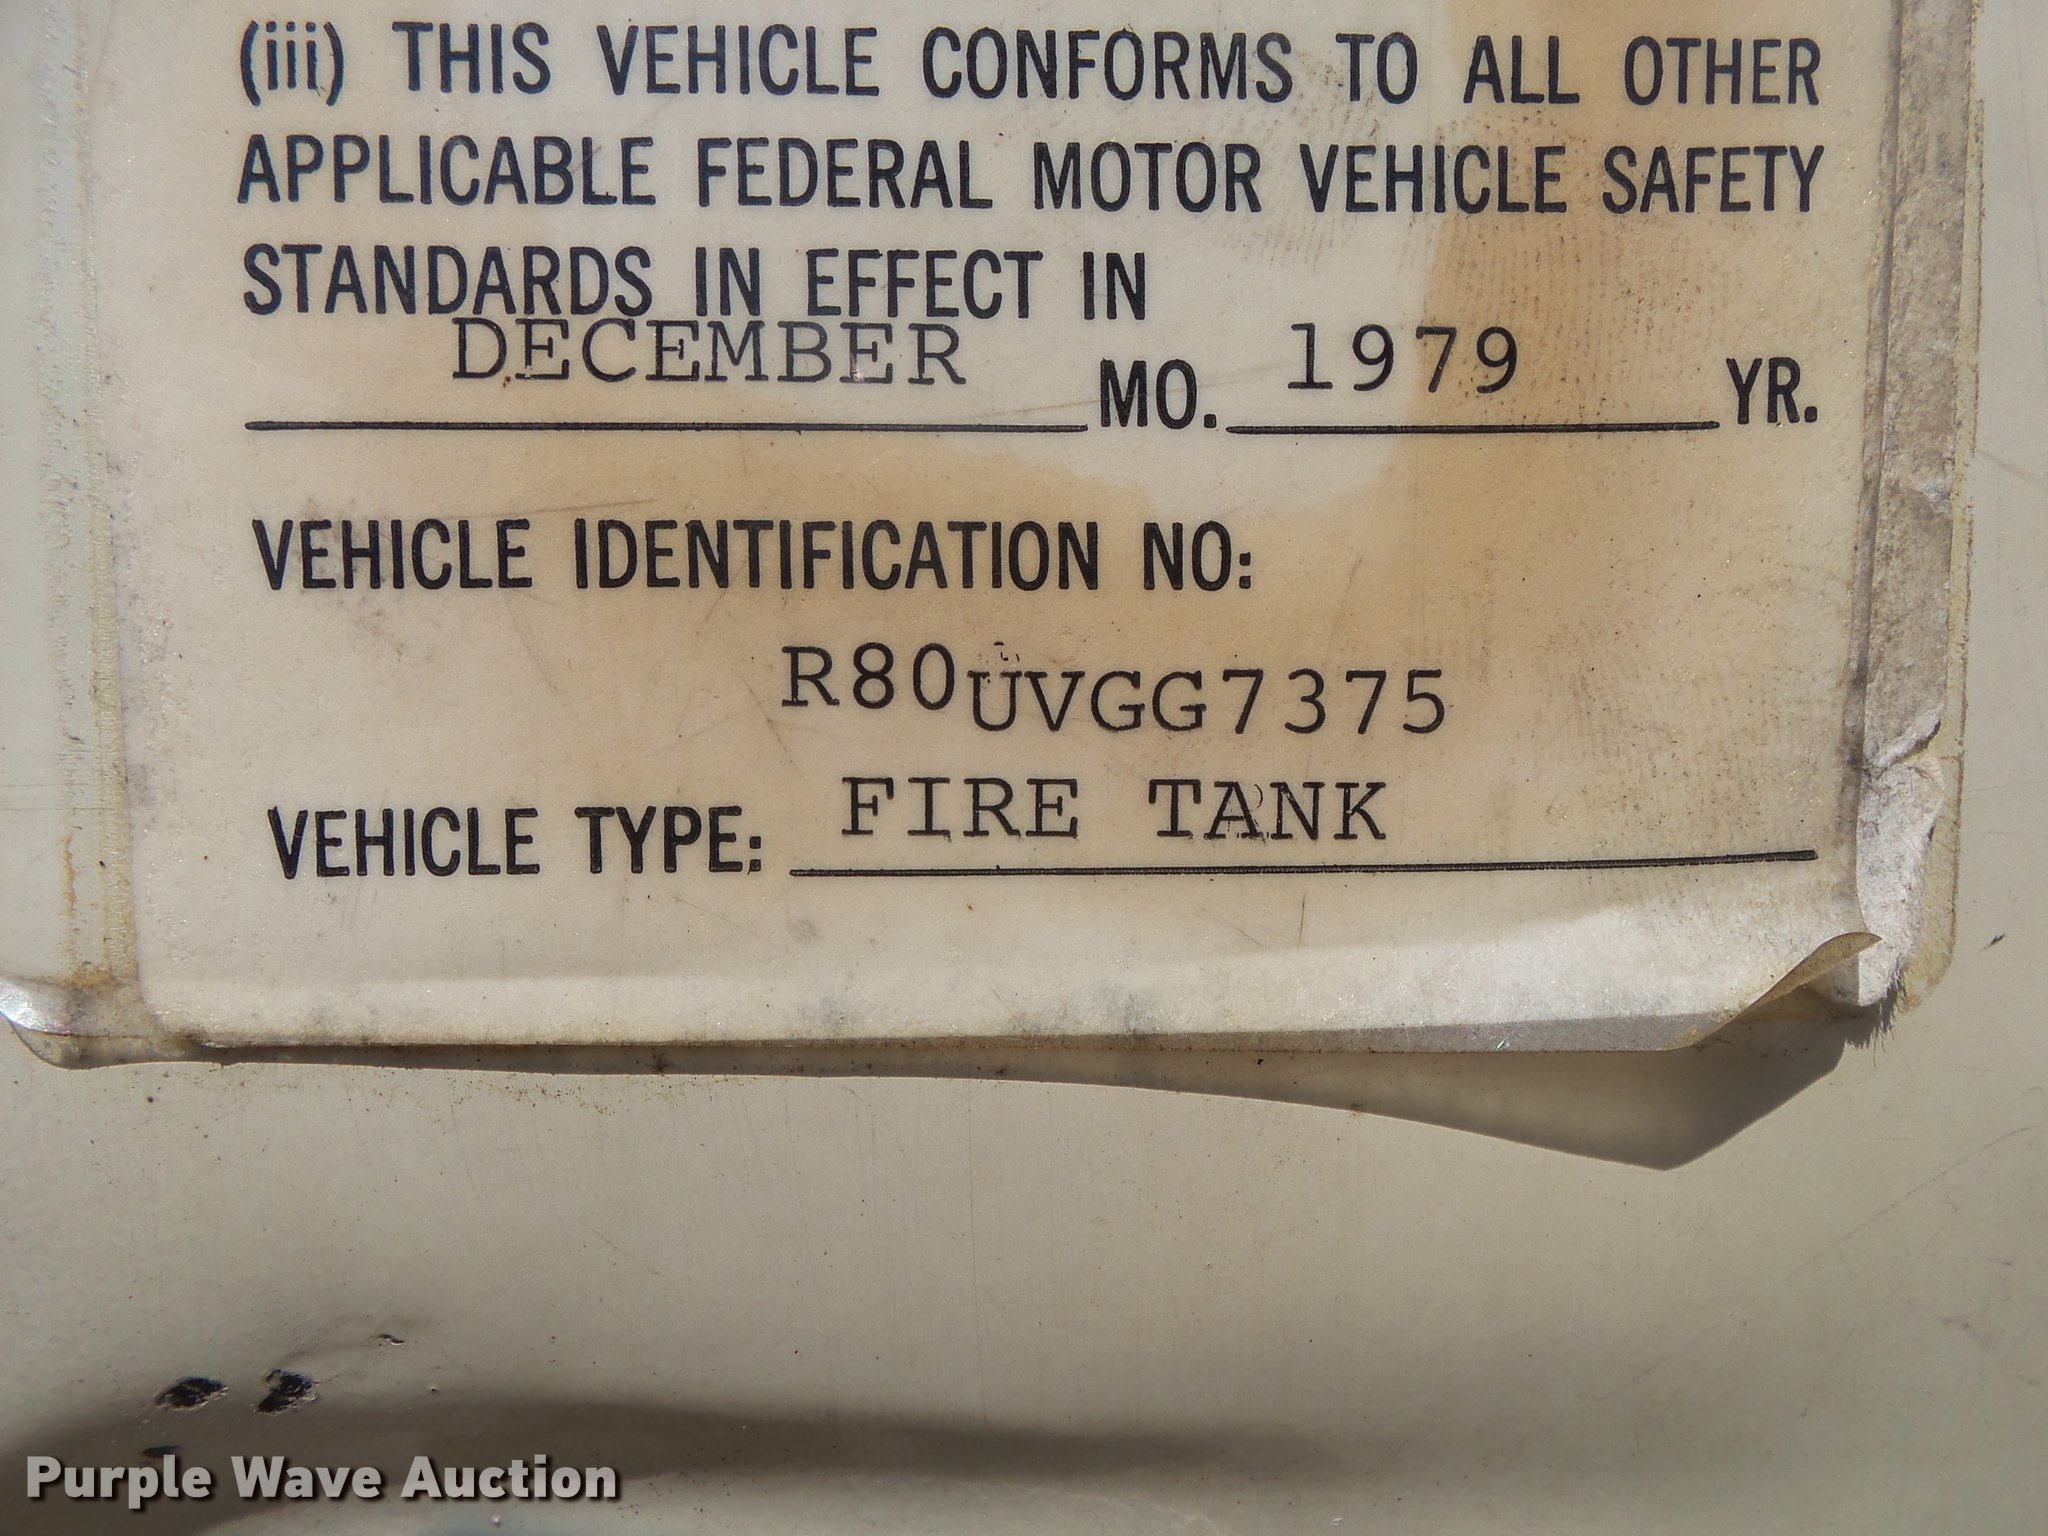 (iii) THIS VEHICLE CONFORMS TO ALL OTHER
APPLICABLE FEDERAL MOTOR VEHICLE SAFETY
STANDARDS IN EFFECT IN
DECEMBER MO. 1979 YR.
VEHICLE IDENTIFICATION NO:
R80UVGG7375
VEHICLE TYPE: FIRE TANK
Purple Wave Auction